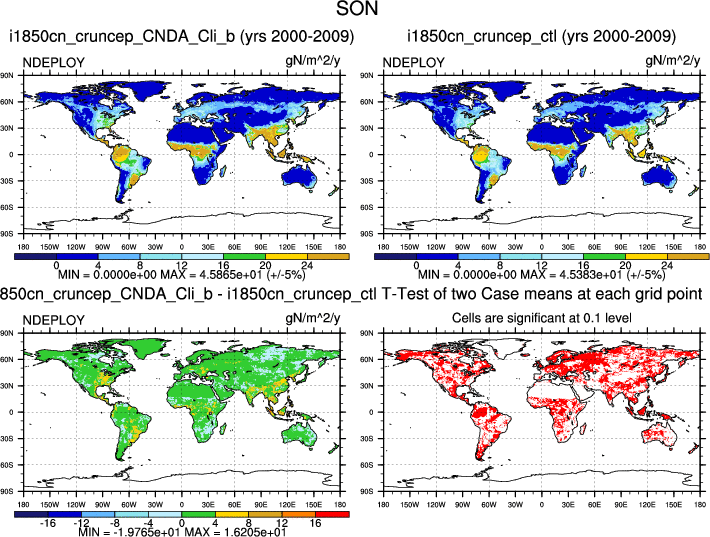 SON
i1850cn_cruncep_CNDA_Cli_b (yrs 2000-2009)
i1850cn_cruncep_ctl (yrs 2000-2009)
NDEPLOY gN/m^2/y
NDEPLOY gN/m^2/y
90N
60N
30N
0
30S
60S
90S
180 150W 120W 90W 60W 30W 0 30E 60E 90E 120E 150E 180
0 4 8 12 16 20 24
MIN = 0.0000e+00 MAX = 4.5865e+01 (+/-5%)
90N
60N
30N
0
30S
60S
90S
180 150W 120W 90W 60W 30W 0 30E 60E 90E 120E 150E 180
0 4 8 12 16 20 24
MIN = 0.0000e+00 MAX = 4.5383e+01 (+/-5%)
850cn_cruncep_CNDA_Cli_b - i1850cn_cruncep_ctl T-Test of two Case means at each grid point
NDEPLOY gN/m^2/y
Cells are significant at 0.1 level
90N
60N
30N
0
30S
60S
90S
180 150W 120W 90W 60W 30W 0 30E 60E 90E 120E 150E 180
-16 -12 -8 -4 0 4 8 12 16
MIN = -1.9765e+01 MAX = 1.6205e+01
90N
60N
30N
0
30S
60S
90S
180 150W 120W 90W 60W 30W 0 30E 60E 90E 120E 150E 180